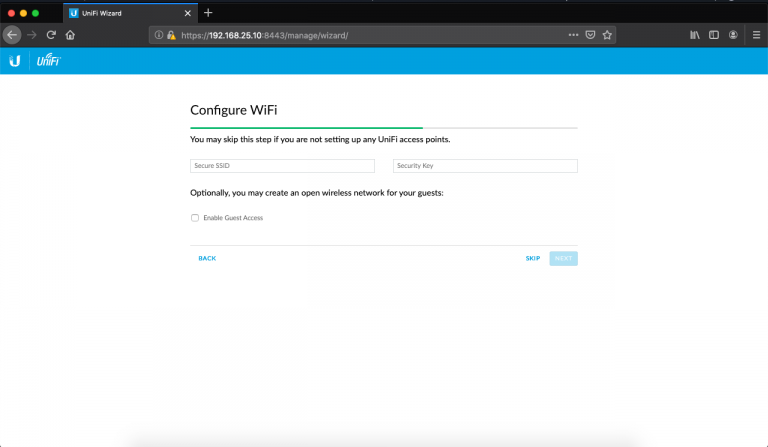 UniFi Wizard
https://192.168.25.10:8443/manage/wizard/
UniFi
Configure WiFi
You may skip this step if you are not setting up any UniFi access points.
Secure SSID
Security Key
Optionally, you may create an open wireless network for your guests:
Enable Guest Access
BACK
SKIP
NEXT